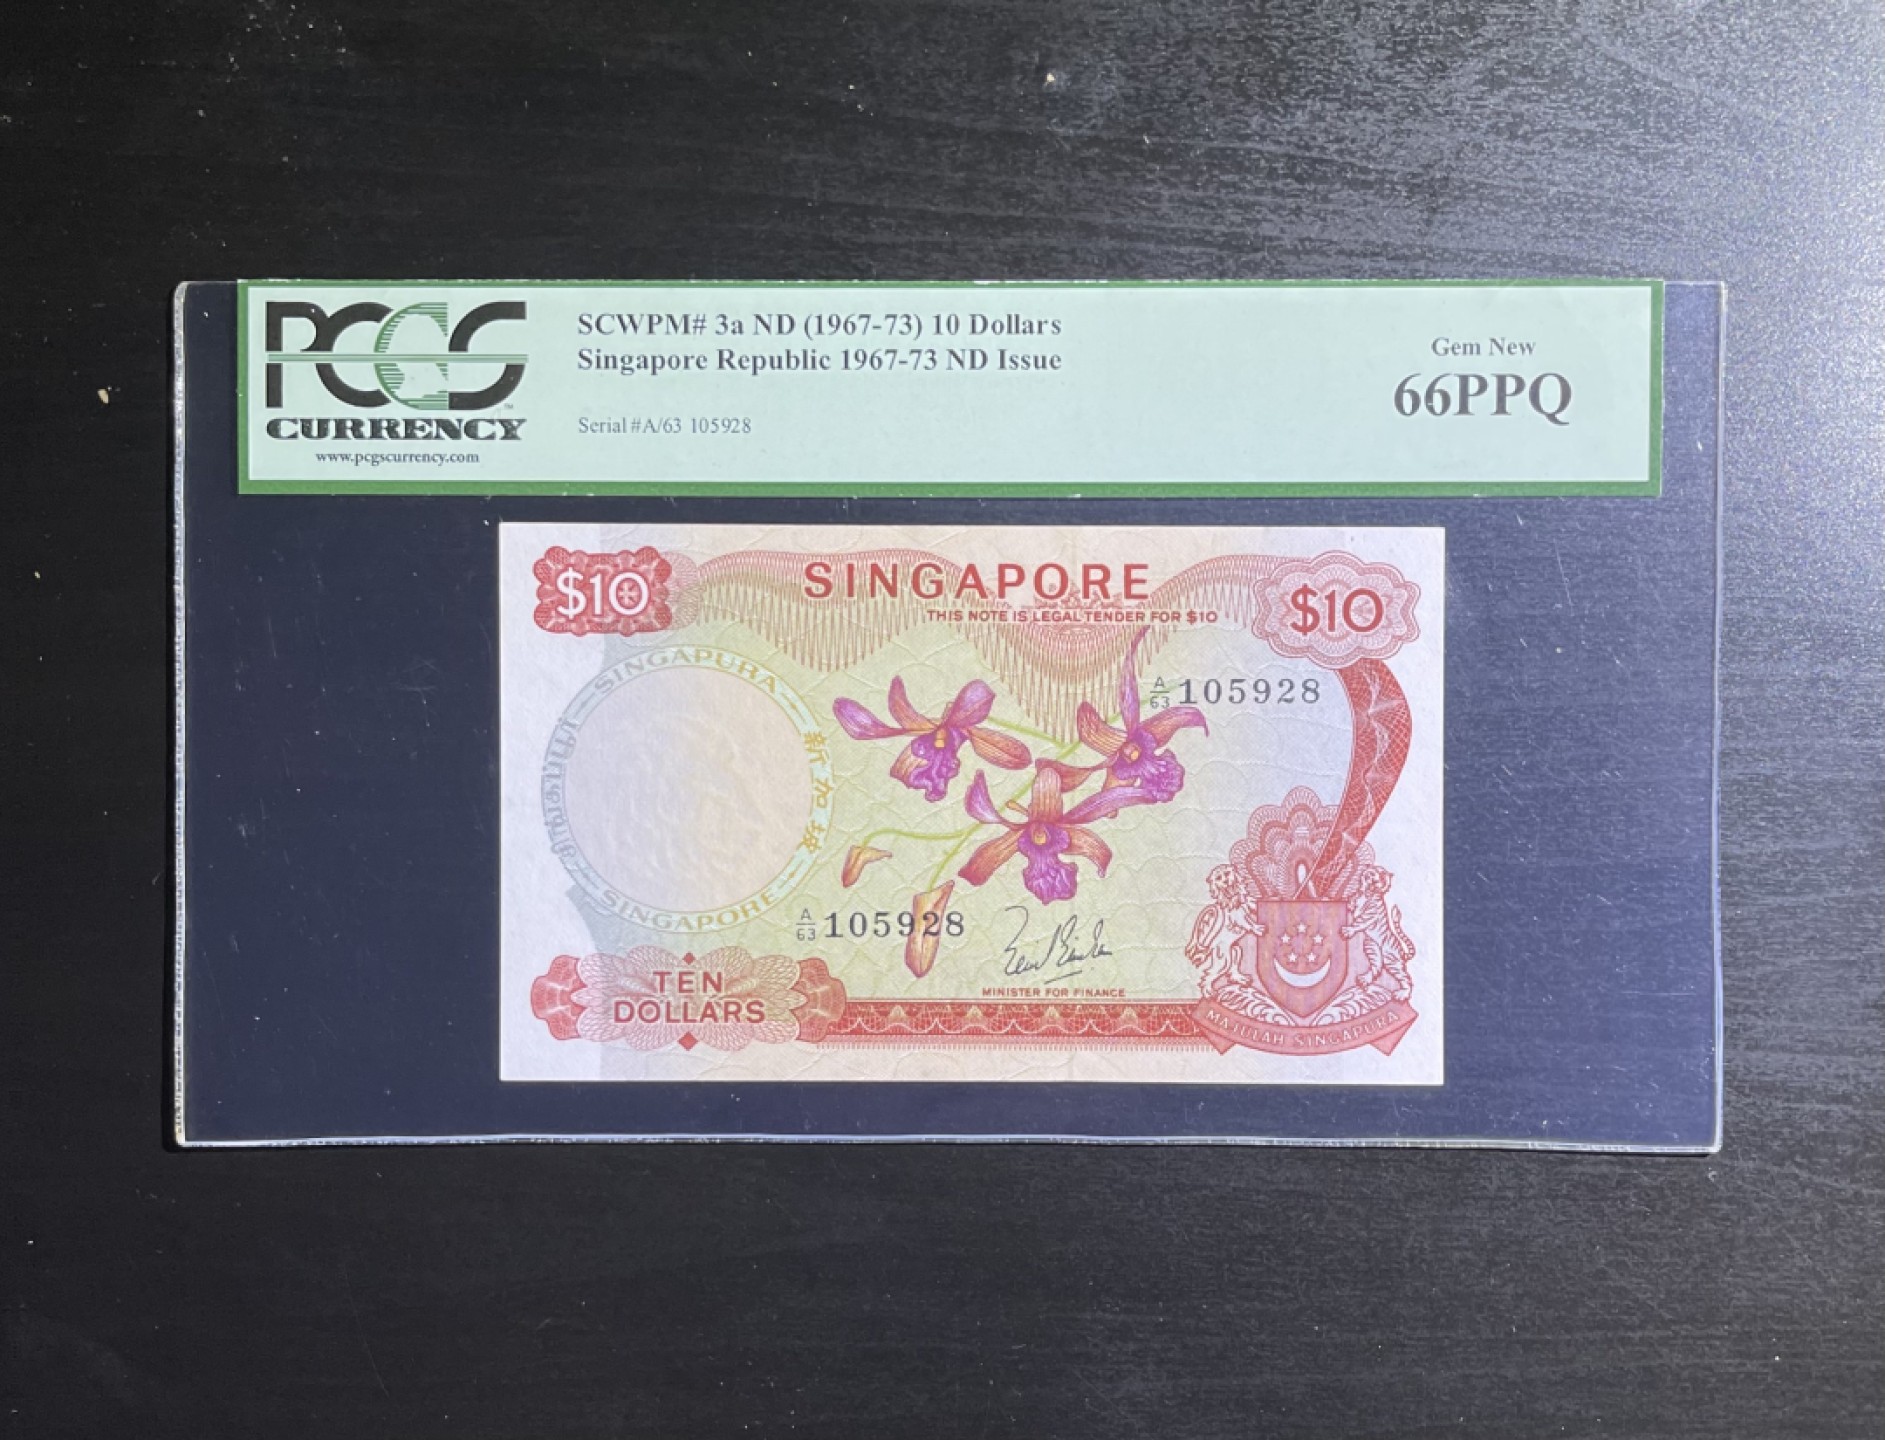 PCGS
CURRENCY
www.pcgscurrency.com
SCWPM# 3a ND (1967-73) 10 Dollars
Singapore Republic 1967-73 ND Issue
Serial #A/63 105928
Gem New
66PPQ
$10
SINGAPORE
THIS NOTE IS LEGAL TENDER FOR $10
$10
A/63 105928
SINGAPURA
新加坡
SINGAPORE
சிங்கப்பூர்
A/63 105928
MINISTER FOR FINANCE
TEN
DOLLARS
MAJULAH SINGAPURA